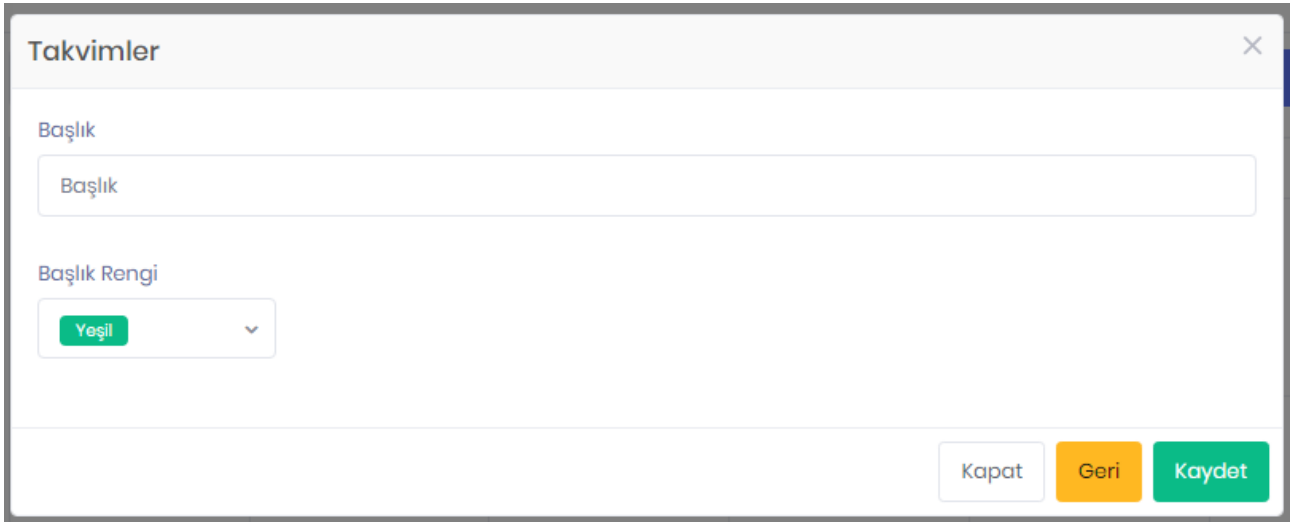 Takvimler
Başlık
Başlık
Başlık Rengi
Yeşil
Kapat Geri Kaydet